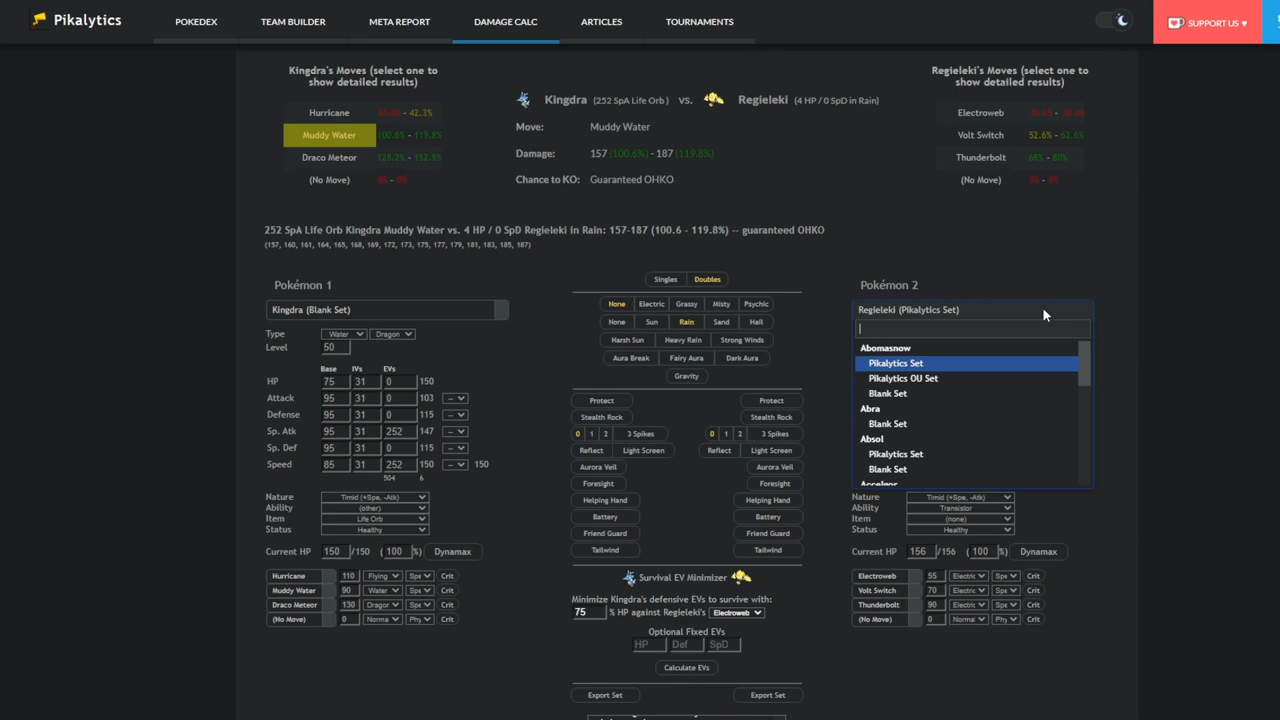 Pikalytics
POKEDEX TEAM BUILDER META REPORT DAMAGE CALC ARTICLES TOURNAMENTS
SUPPORT US ♥
Kingdra's Moves (select one to
show detailed results)
Hurricane - 42.3%
Muddy Water 100.6% - 119.8%
Draco Meteor 128.2% - 152.5%
(No Move) 0% - 0%
Kingdra (252 SpA Life Orb ) VS. Regieleki (4 HP / 0 SpD in Rain)
Move: Muddy Water
Damage: 157 (100.6%) - 187 (119.8%)
Chance to KO: Guaranteed OHKO
Regieleki's Moves (select one to
show detailed results)
Electroweb
Volt Switch 52.6% - 62.6%
Thunderbolt 68% - 80%
(No Move) 0% - 0%
252 SpA Life Orb Kingdra Muddy Water vs. 4 HP / 0 SpD Regieleki in Rain: 157-187 (100.6 - 119.8%) -- guaranteed OHKO
(157, 160, 161, 164, 165, 168, 169, 172, 173, 175, 177, 179, 181, 183, 185, 187)
Pokémon 1
Kingdra (Blank Set)
Type Water Dragon
Level 50
Base IVs EVs
HP 75 31 0 150
Attack 95 31 0 103 --
Defense 95 31 0 115 --
Sp. Atk 95 31 252 147 --
Sp. Def 95 31 0 115 --
Speed 85 31 252 150 -- 150
504 6
Nature Timid (+Spe, -Atk)
Ability (other)
Item Life Orb
Status Healthy
Current HP 150 /150 ( 100 %) Dynamax
Hurricane 110 Flying Spe Crit
Muddy Water 90 Water Spe Crit
Draco Meteor 130 Dragor Spe Crit
(No Move) 0 Norma Phy Crit
Singles Doubles
None Electric Grassy Misty Psychic
None Sun Rain Sand Hail
Harsh Sun Heavy Rain Strong Winds
Aura Break Fairy Aura Dark Aura
Gravity
Protect Protect
Stealth Rock Stealth Rock
0 1 2 3 Spikes 0 1 2 3 Spikes
Reflect Light Screen Reflect Light Screen
Aurora Veil Aurora Veil
Foresight Foresight
Helping Hand Helping Hand
Battery Battery
Friend Guard Friend Guard
Tailwind Tailwind
Survival EV Minimizer
Minimize Kingdra's defensive EVs to survive with:
75 % HP against Regieleki's Electroweb
Optional Fixed EVs
HP Def SpD
Calculate EVs
Export Set Export Set
Pokémon 2
Regieleki (Pikalytics Set)
Abomasnow
Pikalytics Set
Pikalytics OU Set
Blank Set
Abra
Blank Set
Absol
Pikalytics Set
Blank Set
Accelgor
Nature Timid (+Spe, -Atk)
Ability Transistor
Item (none)
Status Healthy
Current HP 156 /156 ( 100 %) Dynamax
Electroweb 55 Electric Spe Crit
Volt Switch 70 Electric Spe Crit
Thunderbolt 90 Electric Spe Crit
(No Move) 0 Norma Phy Crit